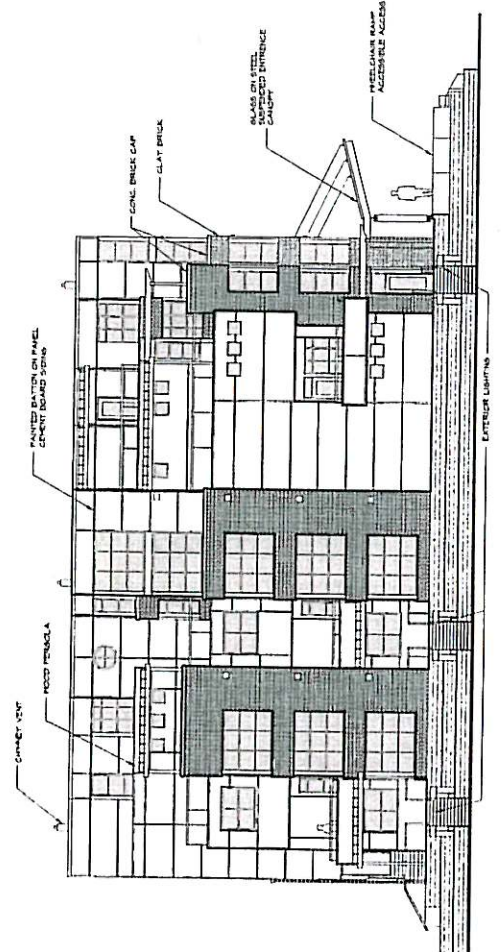 CHIMNEY VENT
WOOD PERGOLA
PAINTED BATTON ON PANEL
CEMENT BOARD SIDING
CONC. BRICK CAP
CLAY BRICK
GLASS ON STEEL
SUSPENDED ENTRENCE
CANOPY
WHEELCHAIR RAMP
ACCESSIBLE ACCESS
EXTERIOR LIGHTING